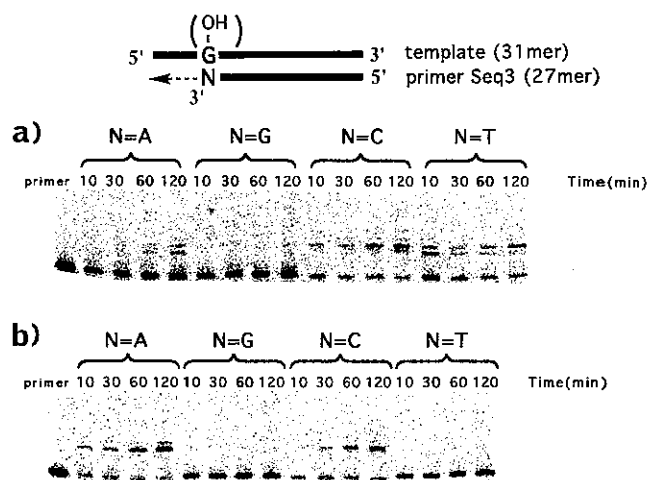 (OH)
5' G 3' template (31mer)
N 5' primer Seq3 (27mer)
3'
a)
N=A N=G N=C N=T
primer 10 30 60 120 10 30 60 120 10 30 60 120 10 30 60 120 Time(min)
b)
N=A N=G N=C N=T
primer 10 30 60 120 10 30 60 120 10 30 60 120 10 30 60 120 Time(min)